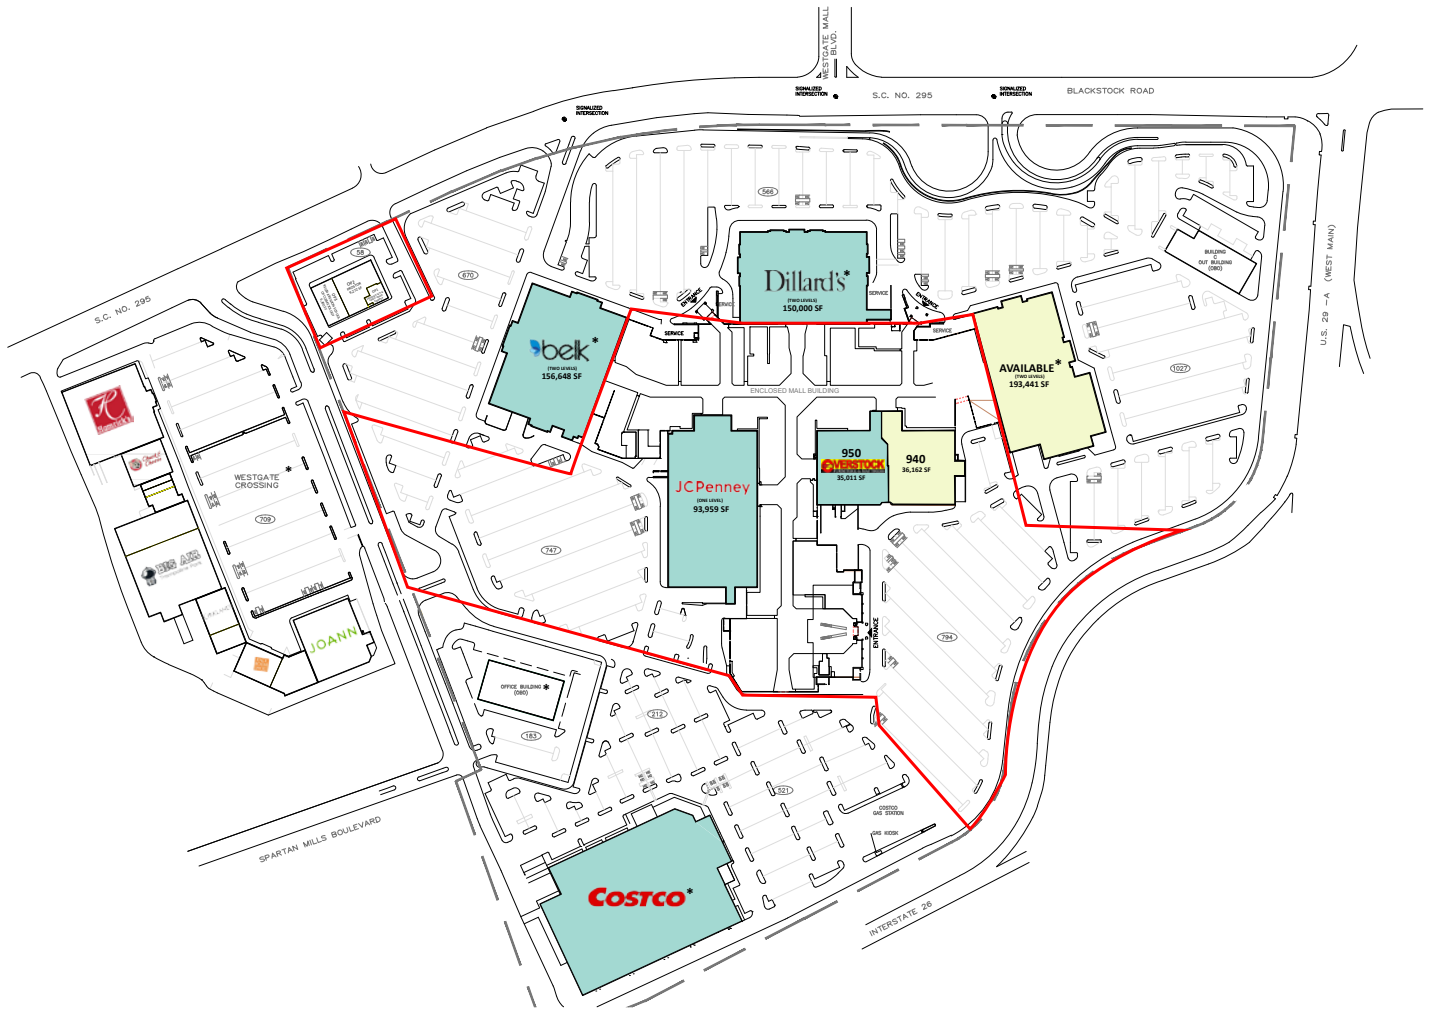 WESTGATE MALL
BLVD.
SIGNALIZED
INTERSECTION
S.C. NO. 295
SIGNALIZED
INTERSECTION
BLACKSTOCK ROAD
SIGNALIZED
INTERSECTION
566
58
670
S.C. NO. 295
Dillard's*
(TWO LEVELS)
150,000 SF
SERVICE
SERVICE
ENTRANCE
ENTRANCE
SERVICE
SERVICE
BUILDING
C
OUT BUILDING
(080)
U.S. 29 -A (WEST MAIN)
belk*
(TWO LEVELS)
156,648 SF
AVAILABLE*
(TWO LEVELS)
193,441 SF
1027
ENCLOSED MALL BUILDING
950
OVERSTOCK
35,011 SF
940
36,162 SF
JCPenney
(ONE LEVEL)
93,959 SF
WESTGATE *
CROSSING
709
747
BIG AIR
JOANN
794
ENTRANCE
OFFICE BUILDING *
(080)
183
212
521
COSTCO
GAS STATION
GAS KIOSK
SPARTAN MILLS BOULEVARD
COSTCO*
INTERSTATE 26